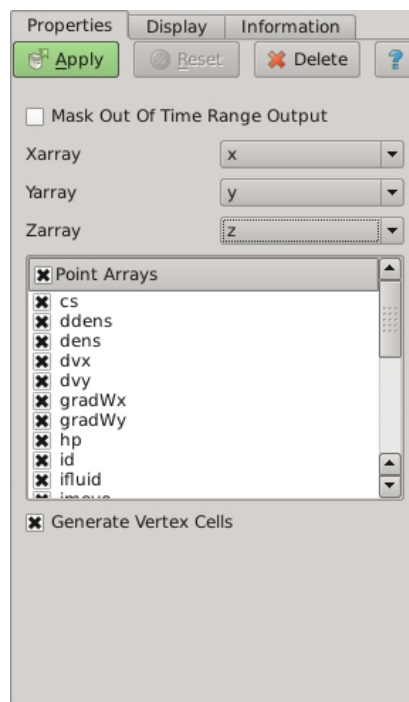 Properties Display Information
Apply Reset Delete ?
Mask Out Of Time Range Output
Xarray x
Yarray y
Zarray z
Point Arrays
cs
ddens
dens
dvx
dvy
gradWx
gradWy
hp
id
ifluid
Generate Vertex Cells